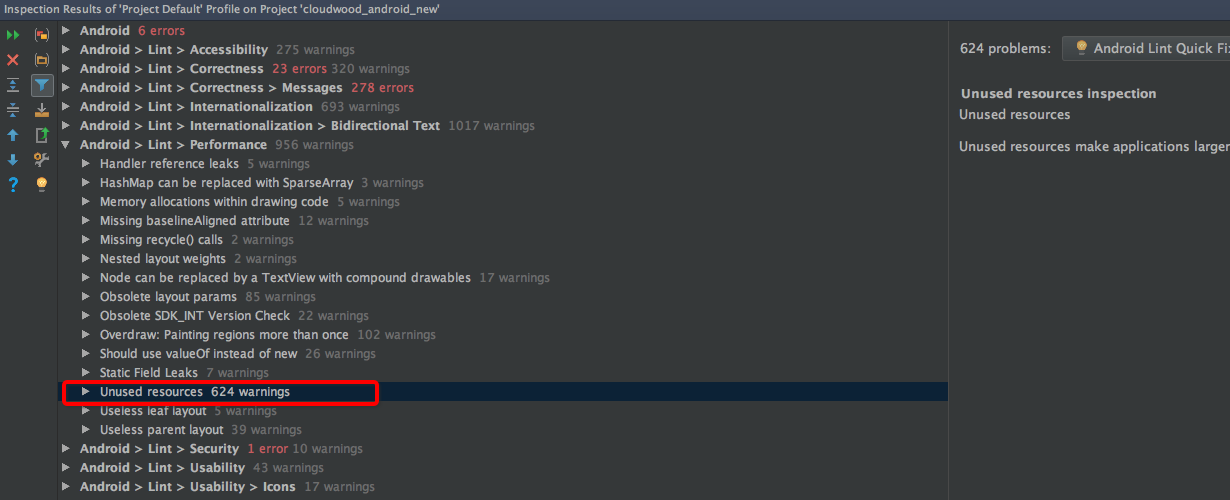 Inspection Results of 'Project Default' Profile on Project 'cloudwood_android_new'
Android 6 errors
Android > Lint > Accessibility 275 warnings
Android > Lint > Correctness 23 errors 320 warnings
Android > Lint > Correctness > Messages 278 errors
Android > Lint > Internationalization 693 warnings
Android > Lint > Internationalization > Bidirectional Text 1017 warnings
Android > Lint > Performance 956 warnings
Handler reference leaks 5 warnings
HashMap can be replaced with SparseArray 3 warnings
Memory allocations within drawing code 5 warnings
Missing baselineAligned attribute 12 warnings
Missing recycle() calls 2 warnings
Nested layout weights 2 warnings
Node can be replaced by a TextView with compound drawables 17 warnings
Obsolete layout params 85 warnings
Obsolete SDK_INT Version Check 22 warnings
Overdraw: Painting regions more than once 102 warnings
Should use valueOf instead of new 26 warnings
Static Field Leaks 7 warnings
Unused resources 624 warnings
Useless leaf layout 5 warnings
Useless parent layout 39 warnings
Android > Lint > Security 1 error 10 warnings
Android > Lint > Usability 43 warnings
Android > Lint > Usability > Icons 17 warnings
624 problems: Android Lint Quick Fi
Unused resources inspection
Unused resources
Unused resources make applications larger